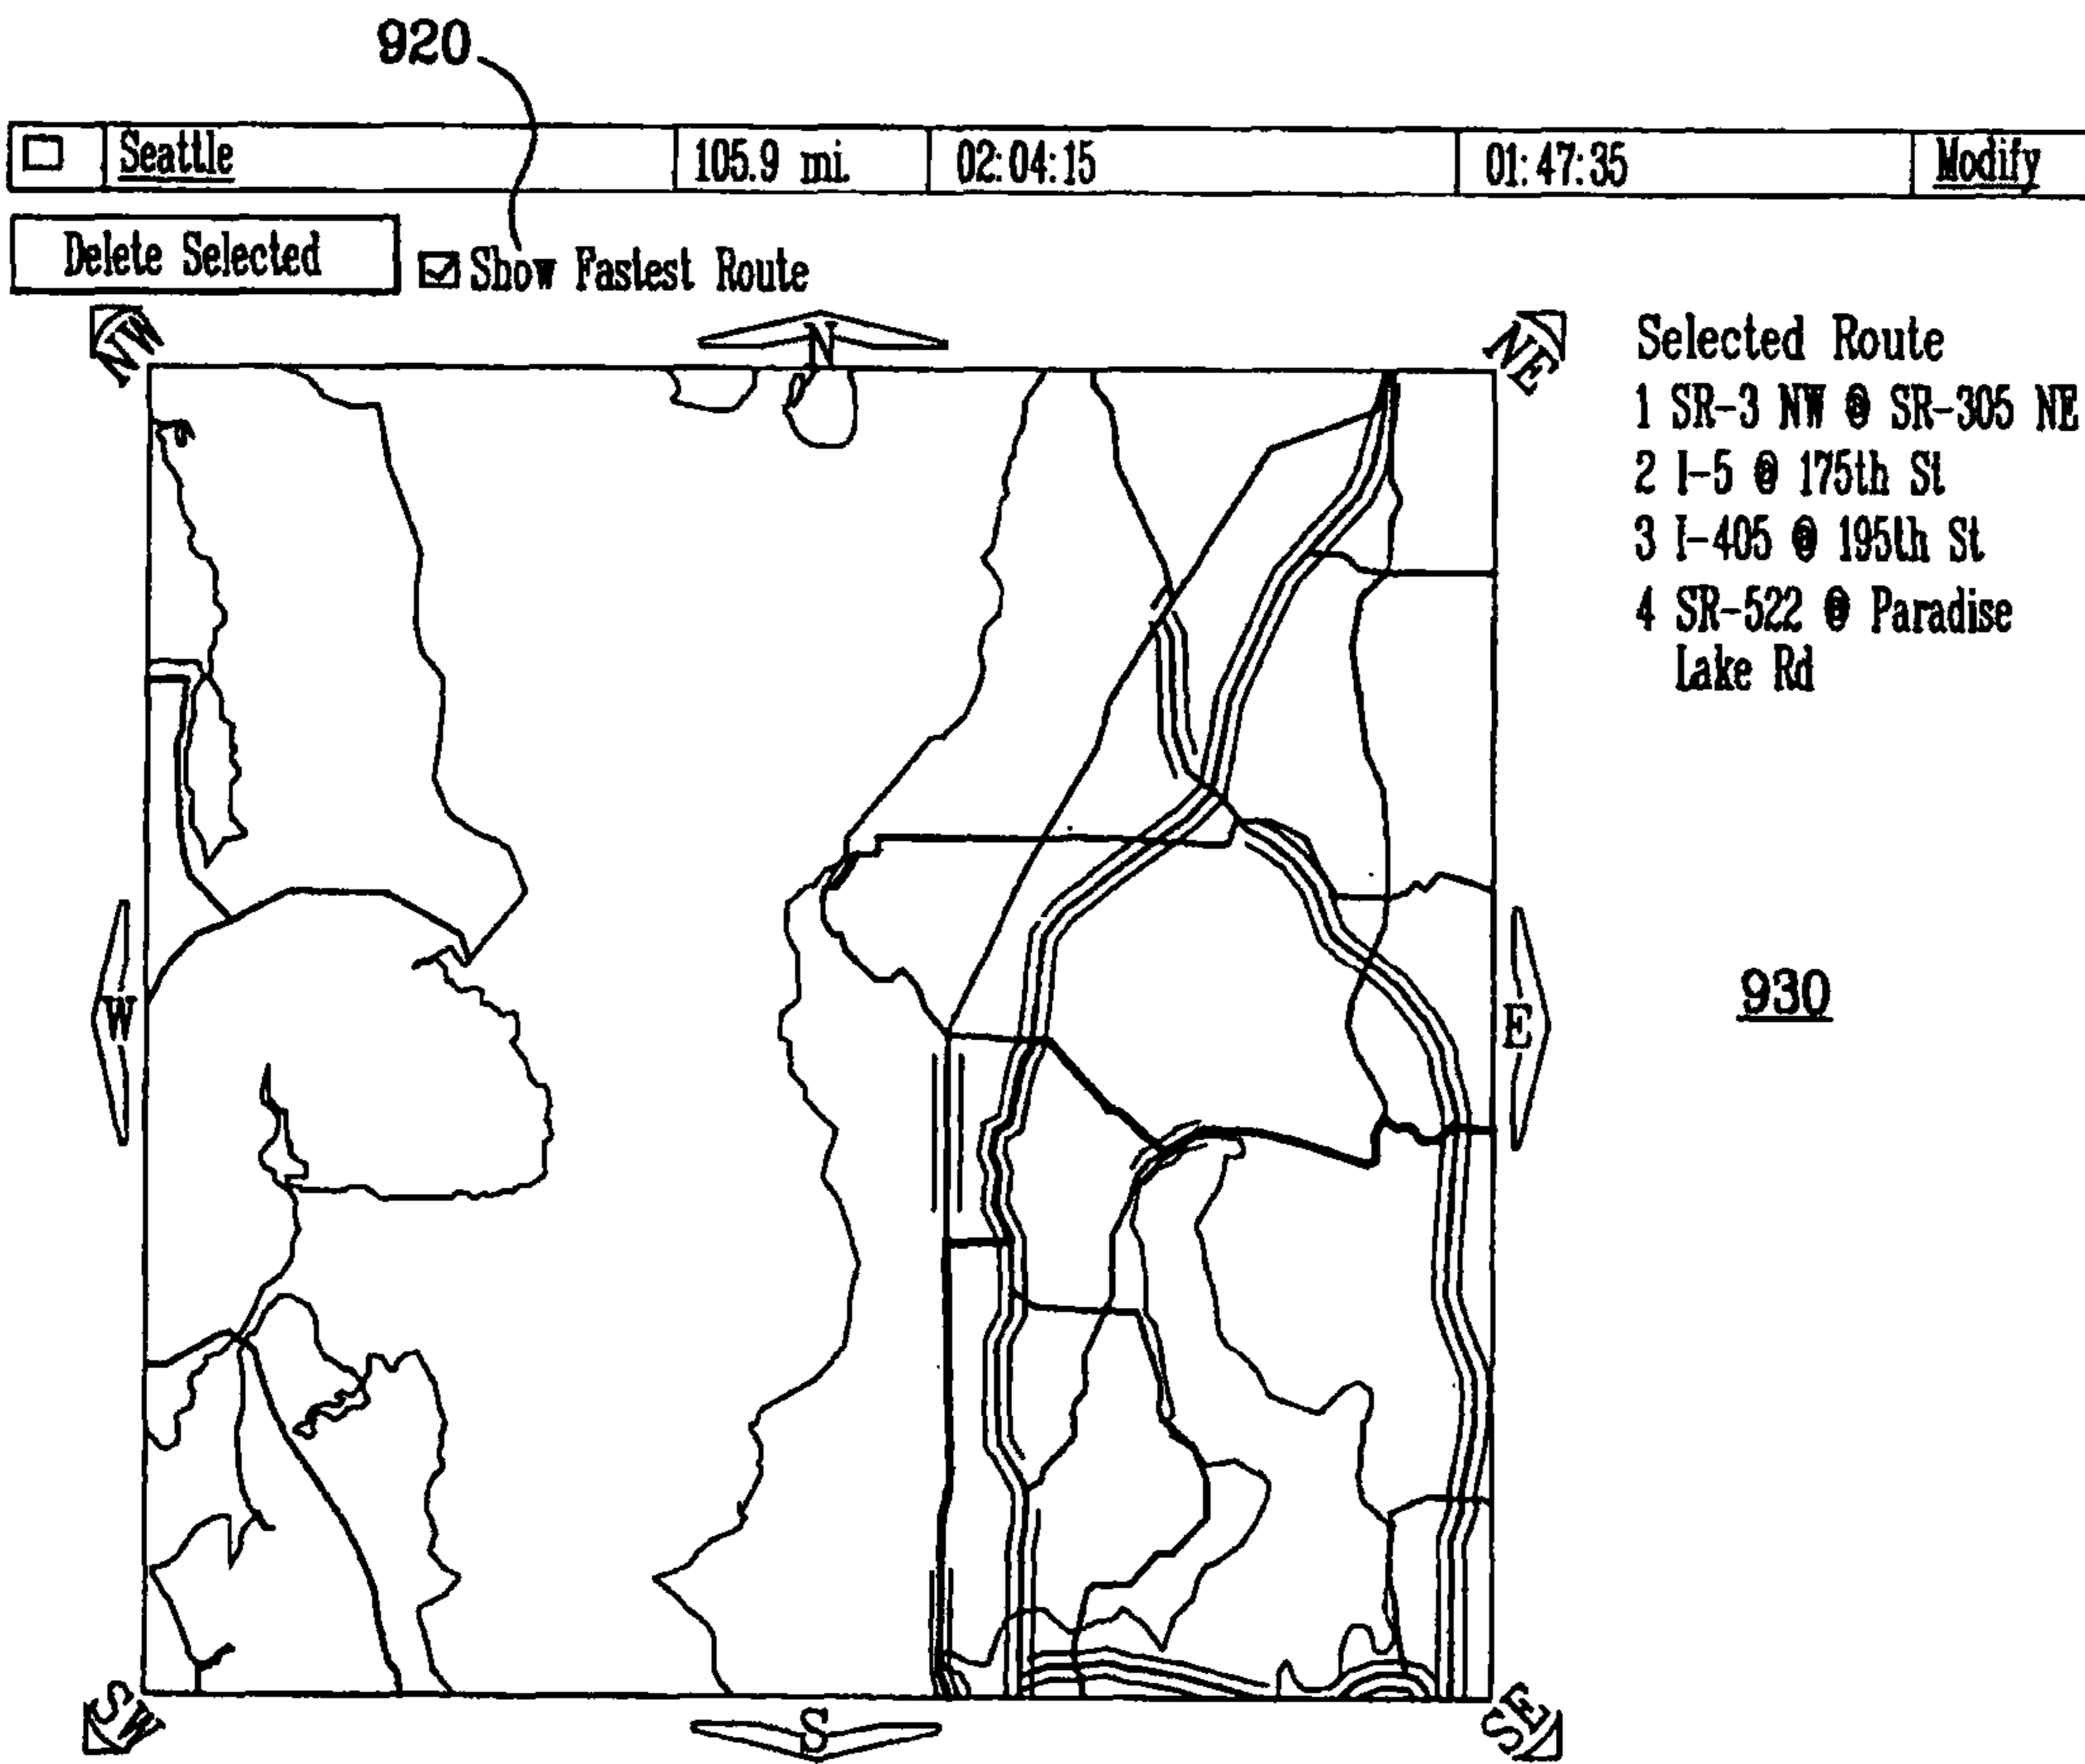 920
Seattle 105.9 mi. 02:04:15 01:47:35 Modify
Delete Selected Show Fastest Route
NW N NE
Selected Route
1 SR-3 NW @ SR-305 NE
2 I-5 @ 175th St
3 I-405 @ 195th St
4 SR-522 @ Paradise
Lake Rd
W E
930
SW S SE